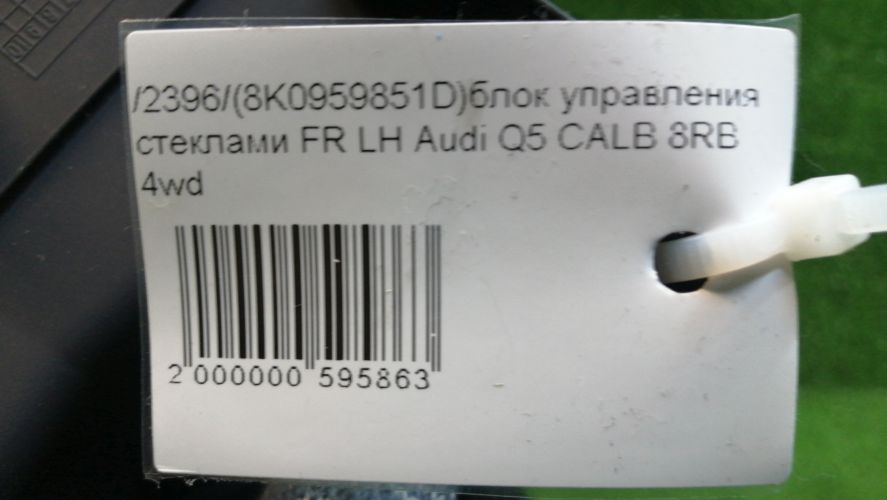 /2396/(8K0959851D)блок управления
стеклами FR LH Audi Q5 CALB 8RB
4wd
2 000000 595863